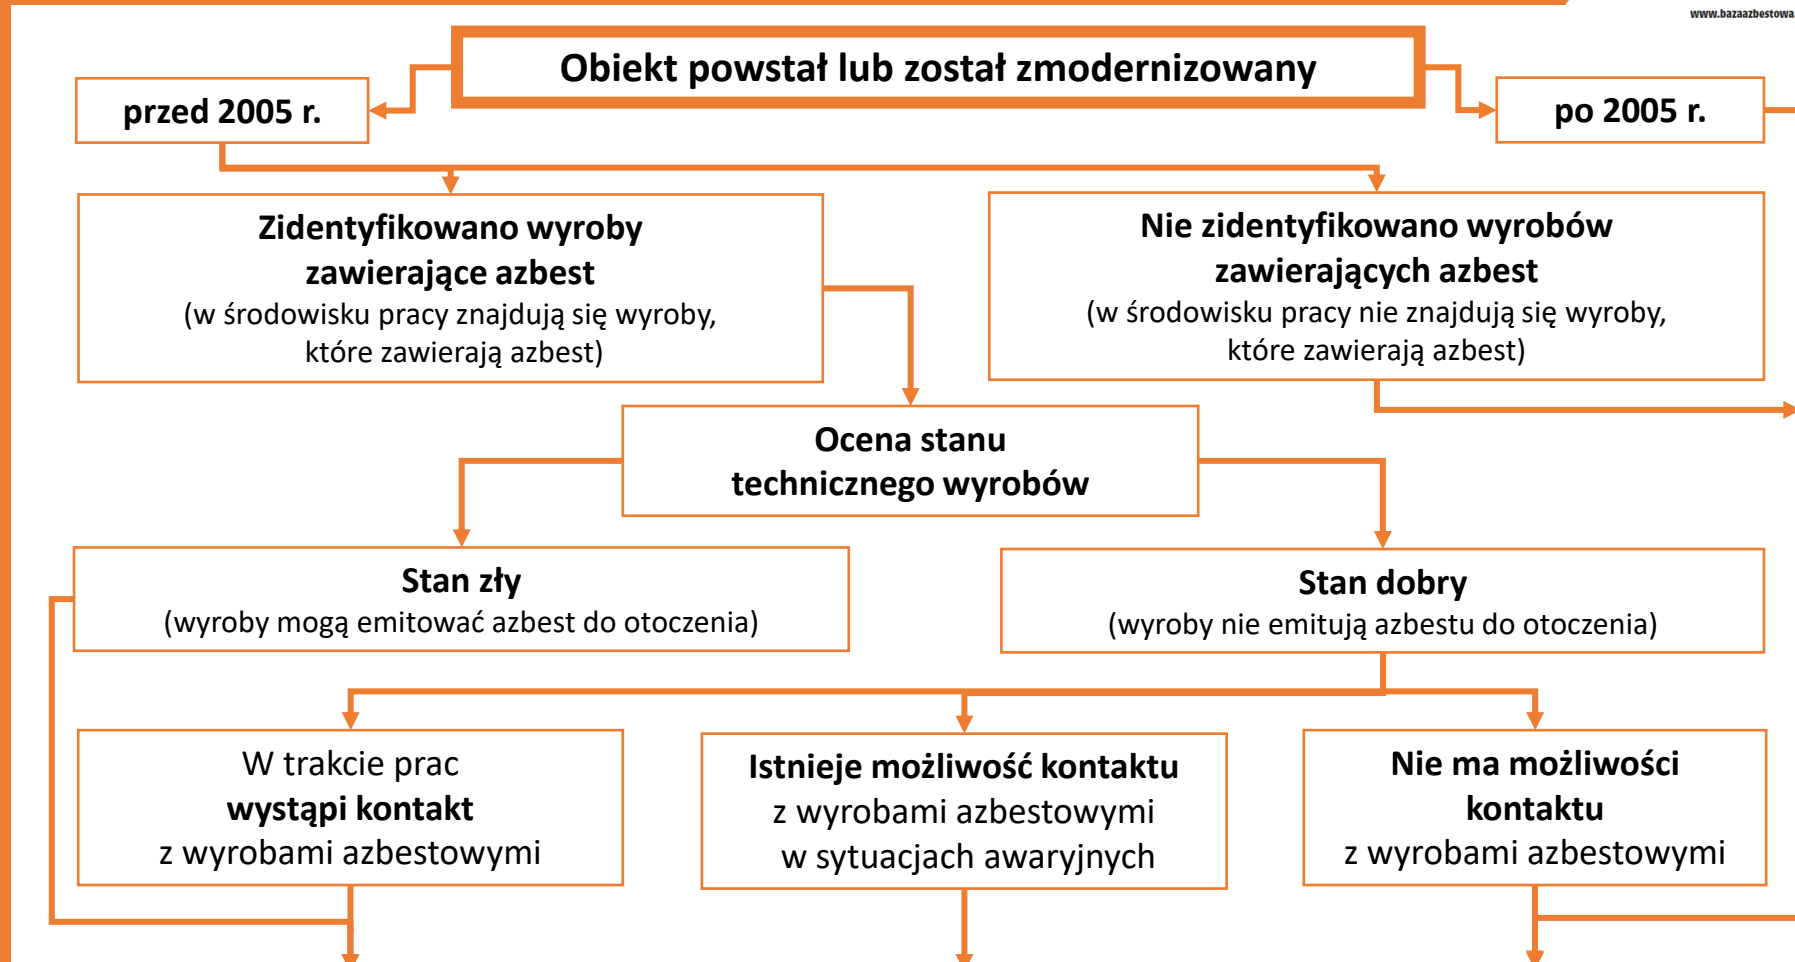 www.bazaazbestowa.
Obiekt powstał lub został zmodernizowany
przed 2005 r.
po 2005 r.
Zidentyfikowano wyroby
zawierające azbest
(w środowisku pracy znajdują się wyroby,
które zawierają azbest)
Nie zidentyfikowano wyrobów
zawierających azbest
(w środowisku pracy nie znajdują się wyroby,
które zawierają azbest)
Ocena stanu
technicznego wyrobów
Stan zły
(wyroby mogą emitować azbest do otoczenia)
Stan dobry
(wyroby nie emitują azbestu do otoczenia)
W trakcie prac
wystąpi kontakt
z wyrobami azbestowymi
Istnieje możliwość kontaktu
z wyrobami azbestowymi
w sytuacjach awaryjnych
Nie ma możliwości
kontaktu
z wyrobami azbestowymi